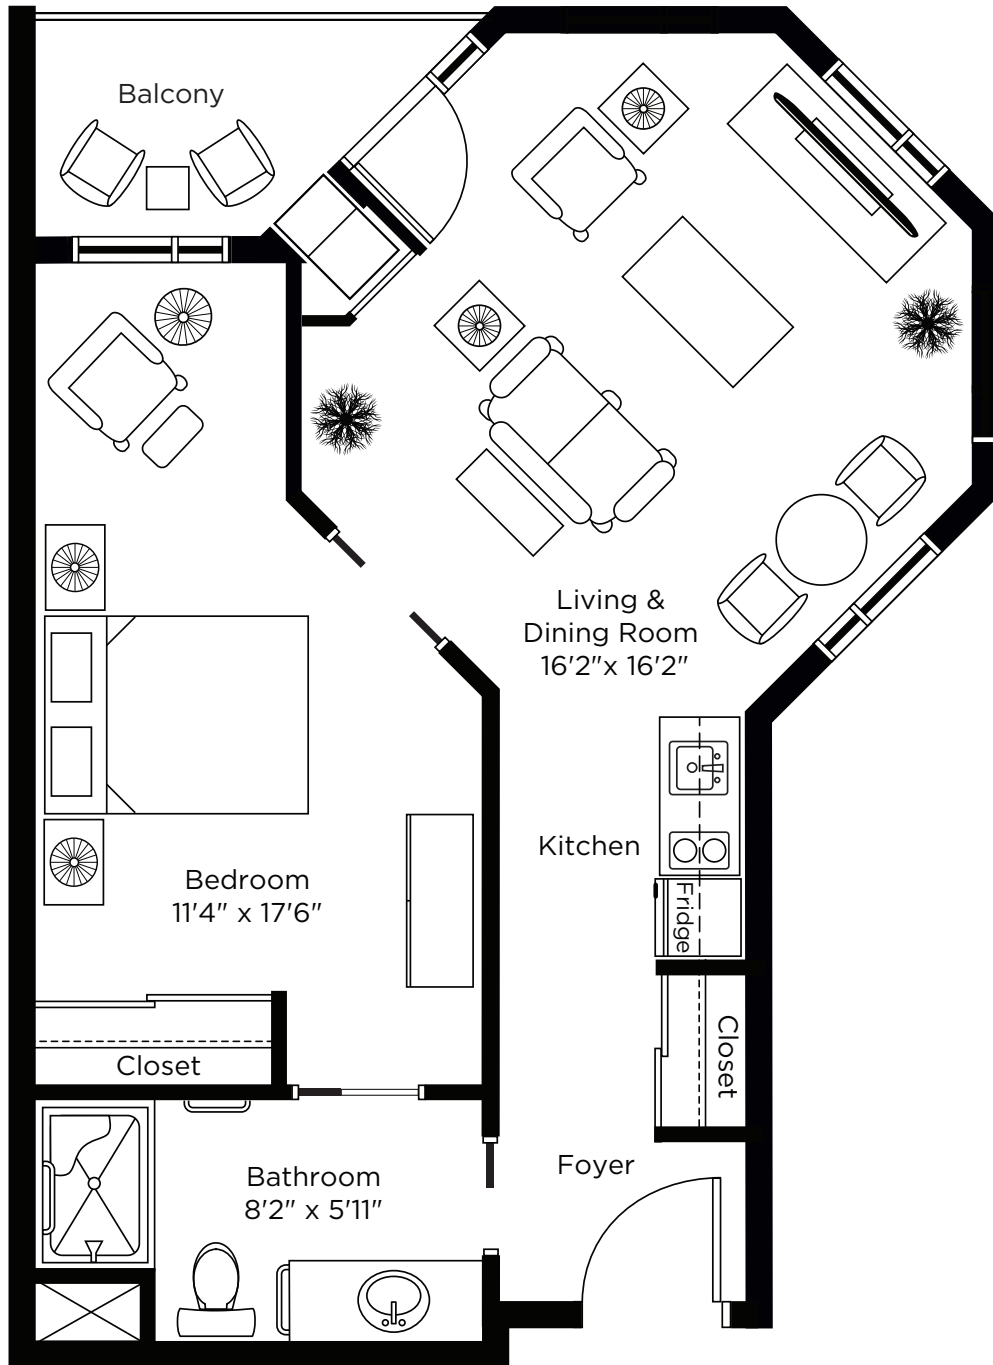 Balcony
Living &
Dining Room
16'2"x 16'2"
Kitchen
Fridge
Bedroom
11'4" x 17'6"
Closet
Closet
Foyer
Bathroom
8'2" x 5'11"